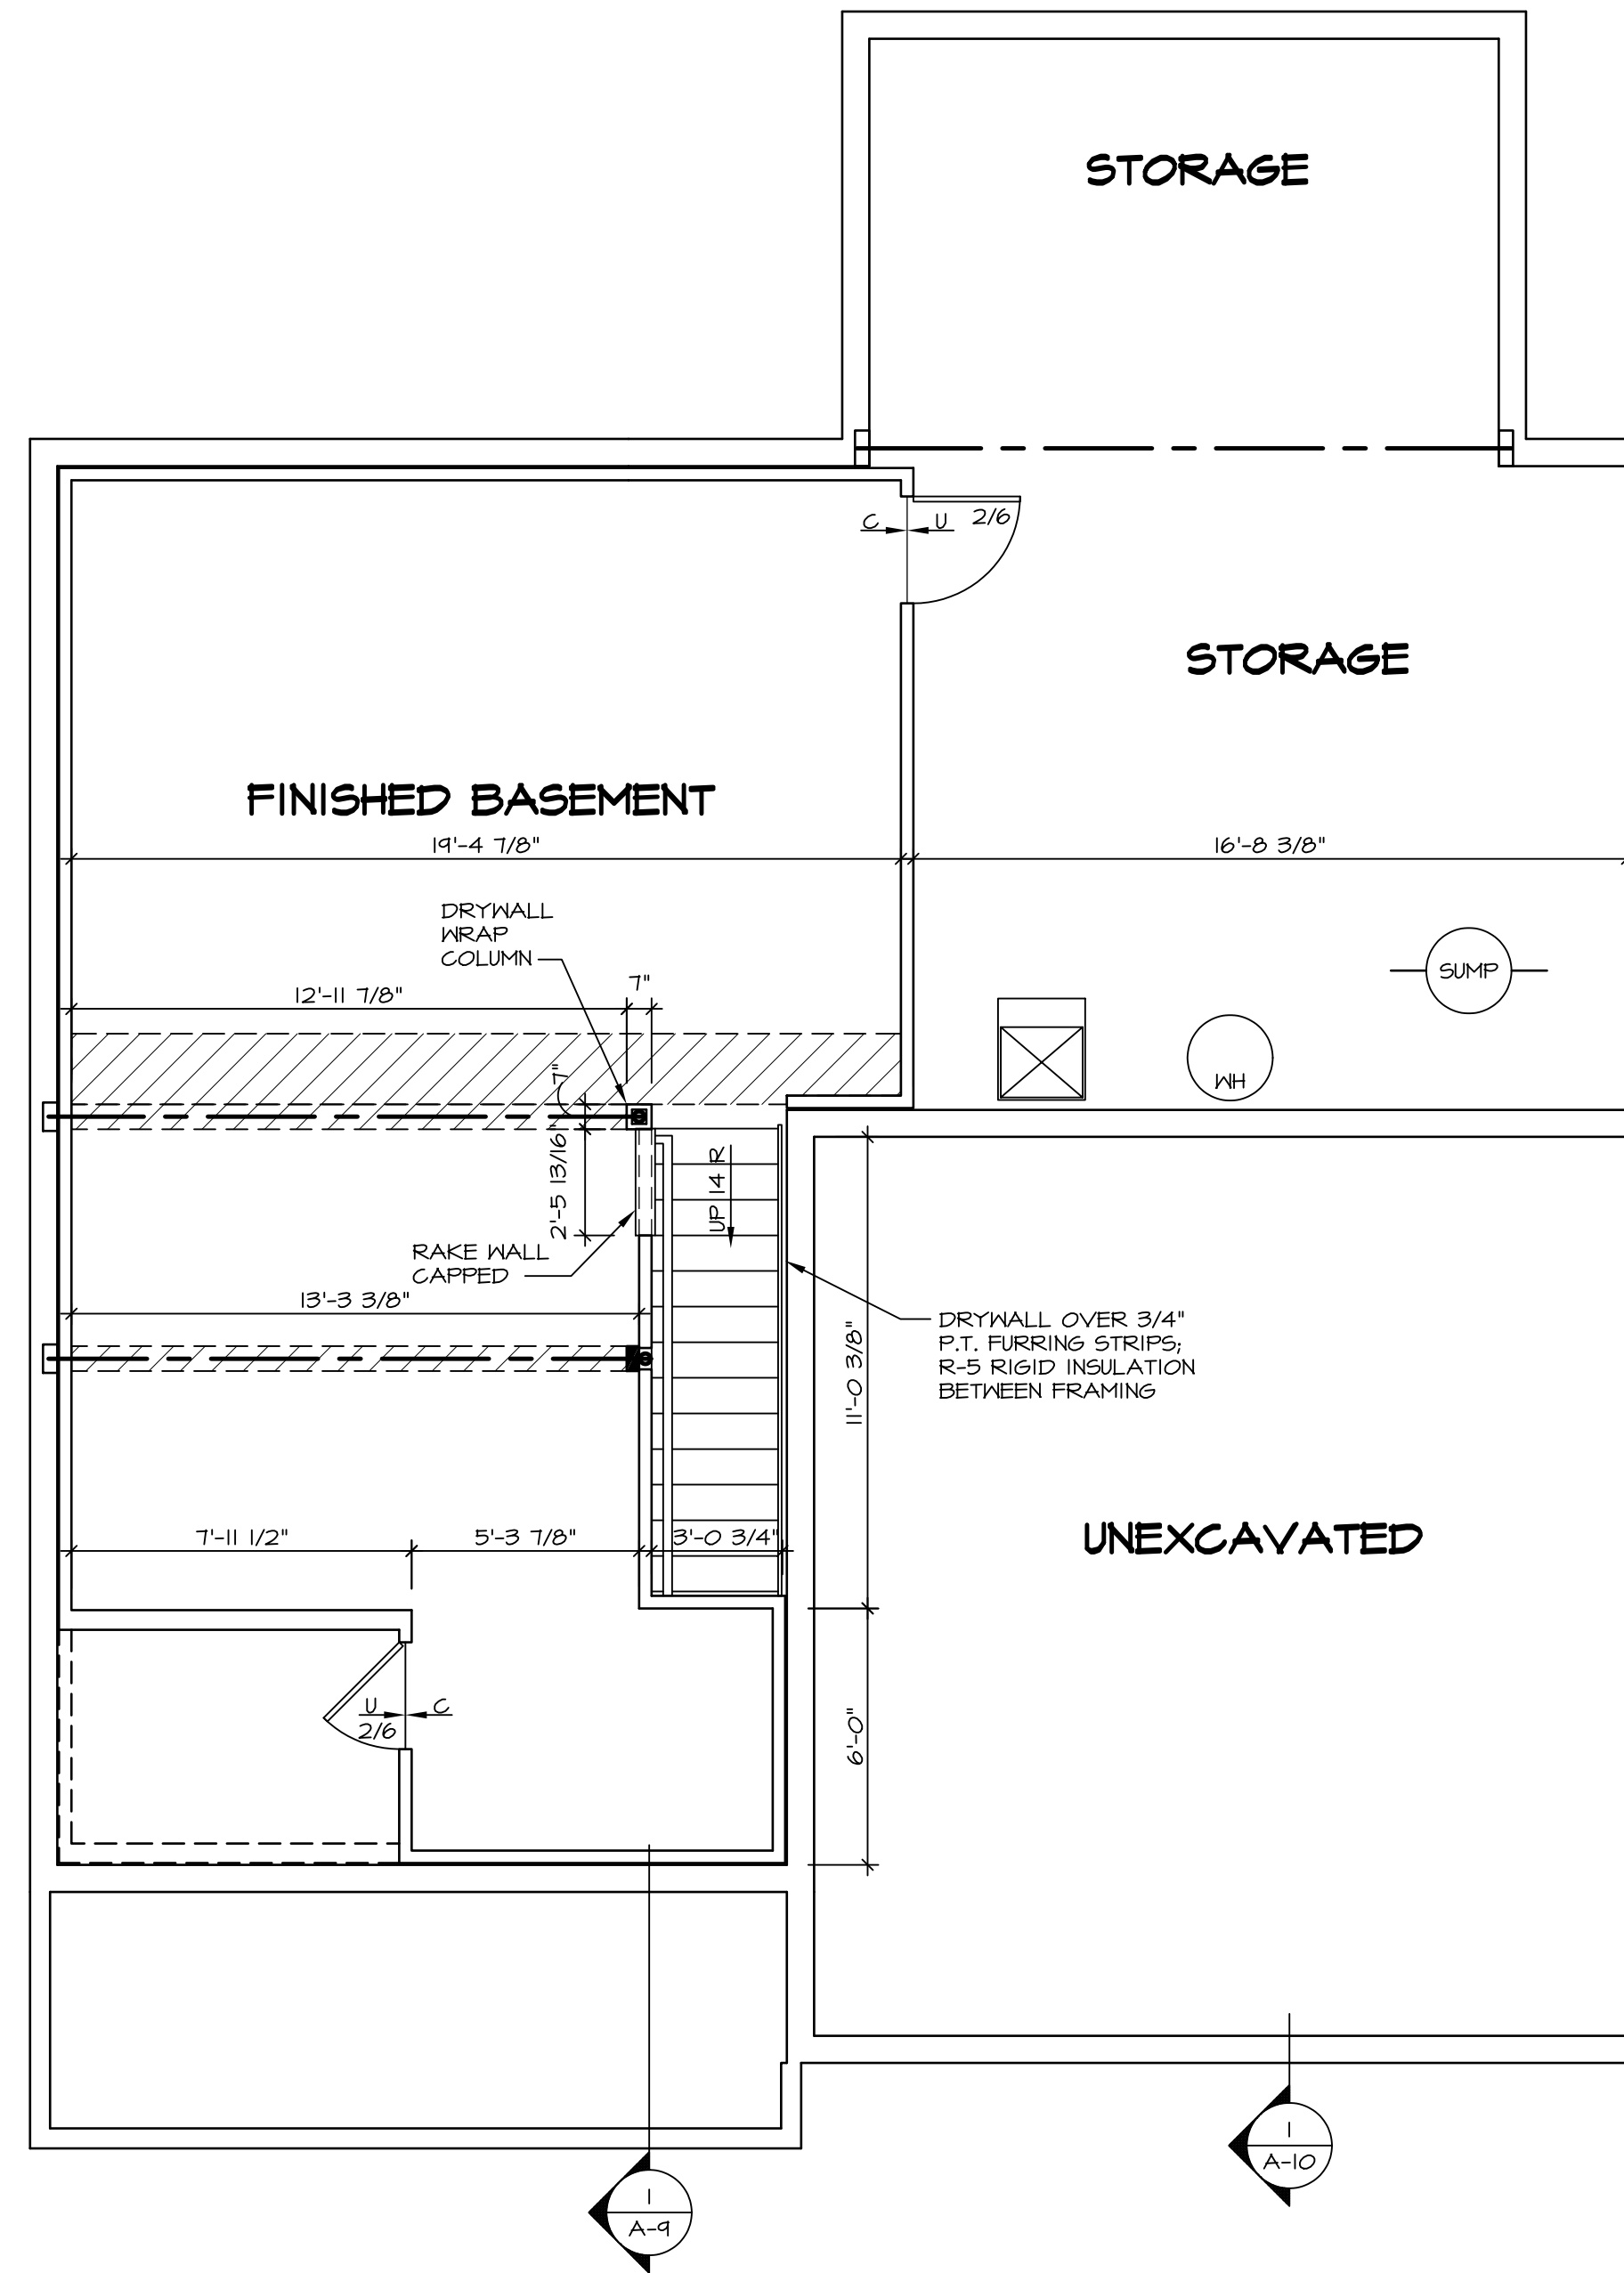 STORAGE
C
U
2/6
STORAGE
FINISHED BASEMENT
19'-4 7/8"
16'-8 3/8"
DRYWALL
WRAP
COLUMN
SUMP
12'-11 7/8"
7"
WH
7"
2'-5 13/16"
UP 14 R
RAKE WALL
CAPPED
13'-3 3/8"
DRYWALL OVER 3/4"
P.T. FURRING STRIPS;
R-5 RIGID INSULATION
BETWEEN FRAMING
11'-0 3/8"
7'-11 1/2"
5'-3 7/8"
3'-0 3/4"
UNEXCAVATED
U
C
2/6
6'-0"
1
A-10
1
A-9